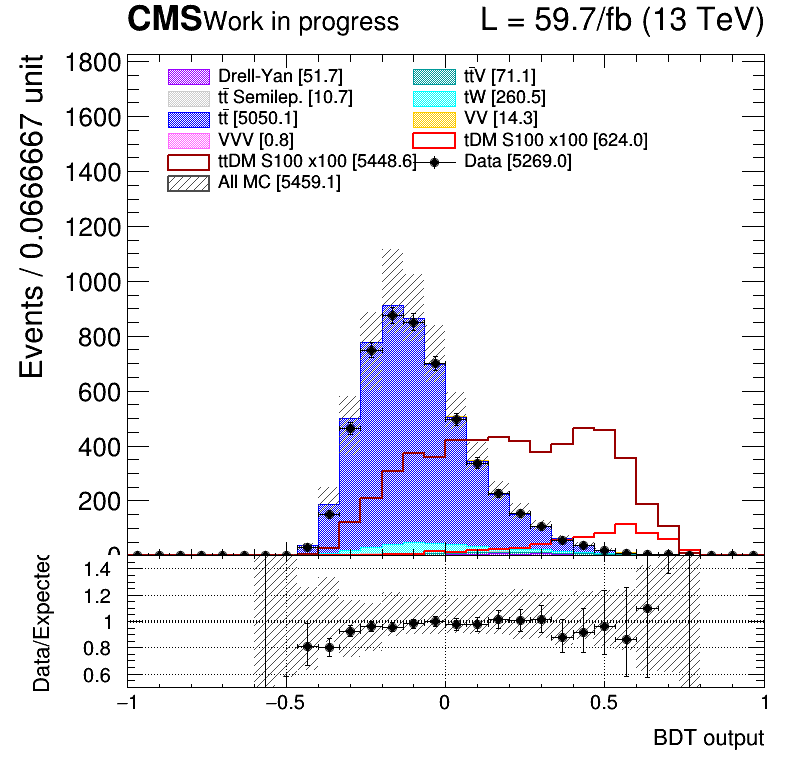 CMS Work in progress L = 59.7/fb (13 TeV)
Events / 0.0666667 unit
1800
1600
1400
1200
1000
800
600
400
200
0
Drell-Yan [51.7] tt̄V [71.1]
tt̄ Semilep. [10.7] tW [260.5]
tt̄ [5050.1] VV [14.3]
VVV [0.8] tDM S100 x100 [624.0]
ttDM S100 x100 [5448.6] Data [5269.0]
All MC [5459.1]
Data/Expected
1.4
1.2
1
0.8
0.6
−1 −0.5 0 0.5 1
BDT output